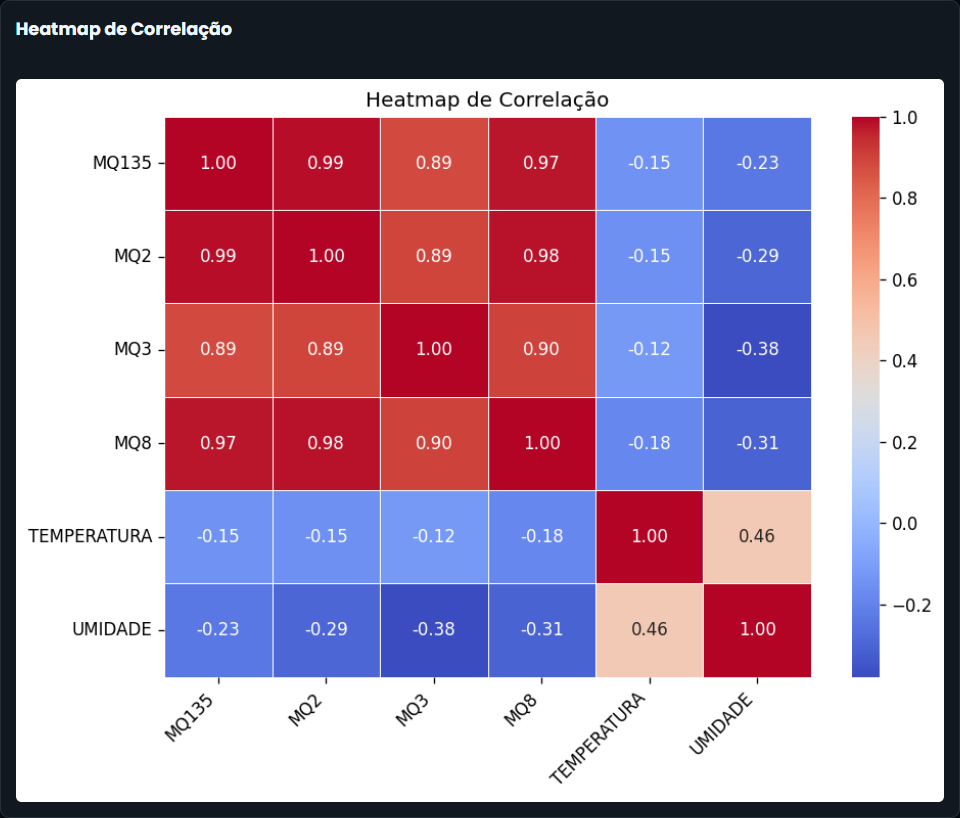 Heatmap de Correlação
Heatmap de Correlação
MQ135 1.00 0.99 0.89 0.97 -0.15 -0.23
MQ2 0.99 1.00 0.89 0.98 -0.15 -0.29
MQ3 0.89 0.89 1.00 0.90 -0.12 -0.38
MQ8 0.97 0.98 0.90 1.00 -0.18 -0.31
TEMPERATURA -0.15 -0.15 -0.12 -0.18 1.00 0.46
UMIDADE -0.23 -0.29 -0.38 -0.31 0.46 1.00
MQ135 MQ2 MQ3 MQ8 TEMPERATURA UMIDADE
1.0
0.8
0.6
0.4
0.2
0.0
−0.2